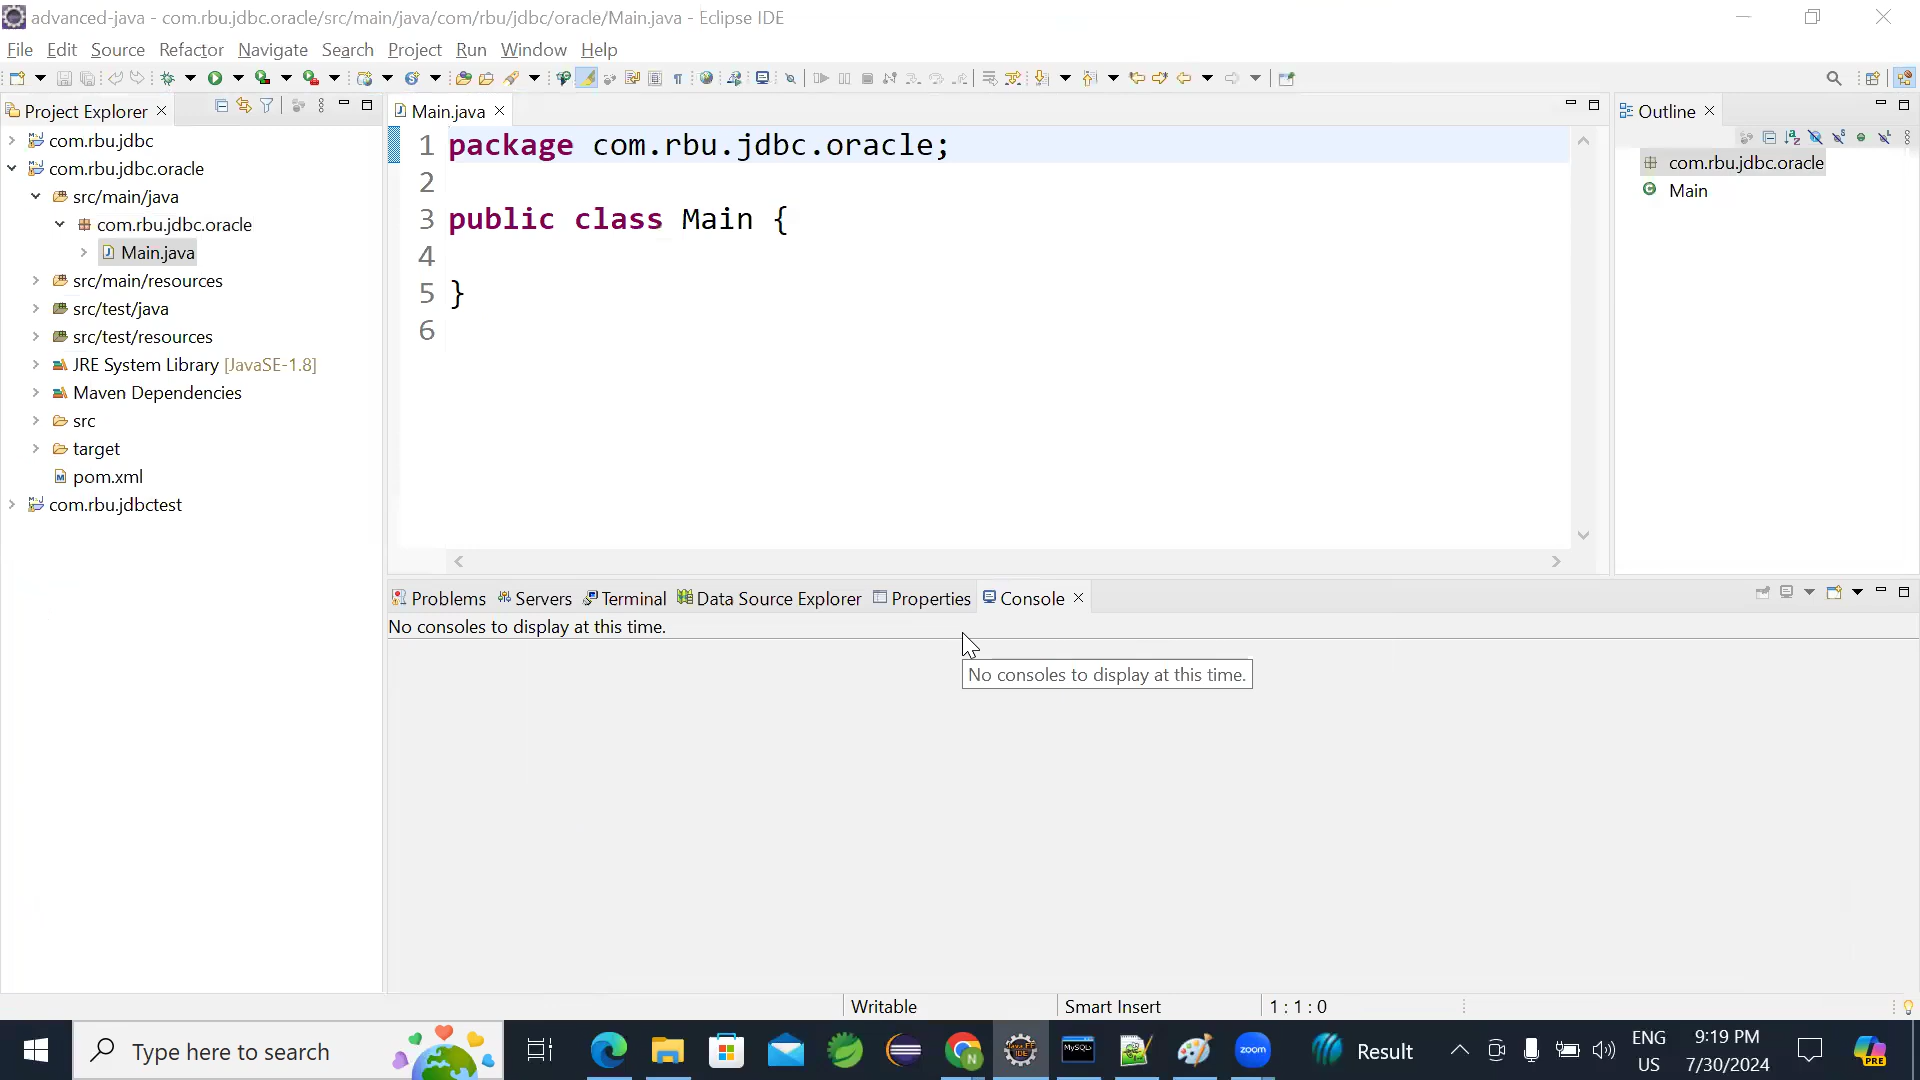 advanced-java - com.rbu.jdbc.oracle/src/main/java/com/rbu/jdbc/oracle/Main.java - Eclipse IDE
File Edit Source Refactor Navigate Search Project Run Window Help
Project Explorer
com.rbu.jdbc
com.rbu.jdbc.oracle
src/main/java
com.rbu.jdbc.oracle
Main.java
src/main/resources
src/test/java
src/test/resources
JRE System Library [JavaSE-1.8]
Maven Dependencies
src
target
pom.xml
com.rbu.jdbctest
Main.java
1 package com.rbu.jdbc.oracle;
2
3 public class Main {
4
5 }
6
Outline
com.rbu.jdbc.oracle
Main
Problems Servers Terminal Data Source Explorer Properties Console
No consoles to display at this time.
No consoles to display at this time.
Writable Smart Insert 1 : 1 : 0
Type here to search
MySQL
zoom
Result
ENG
US
9:19 PM
7/30/2024
PRE